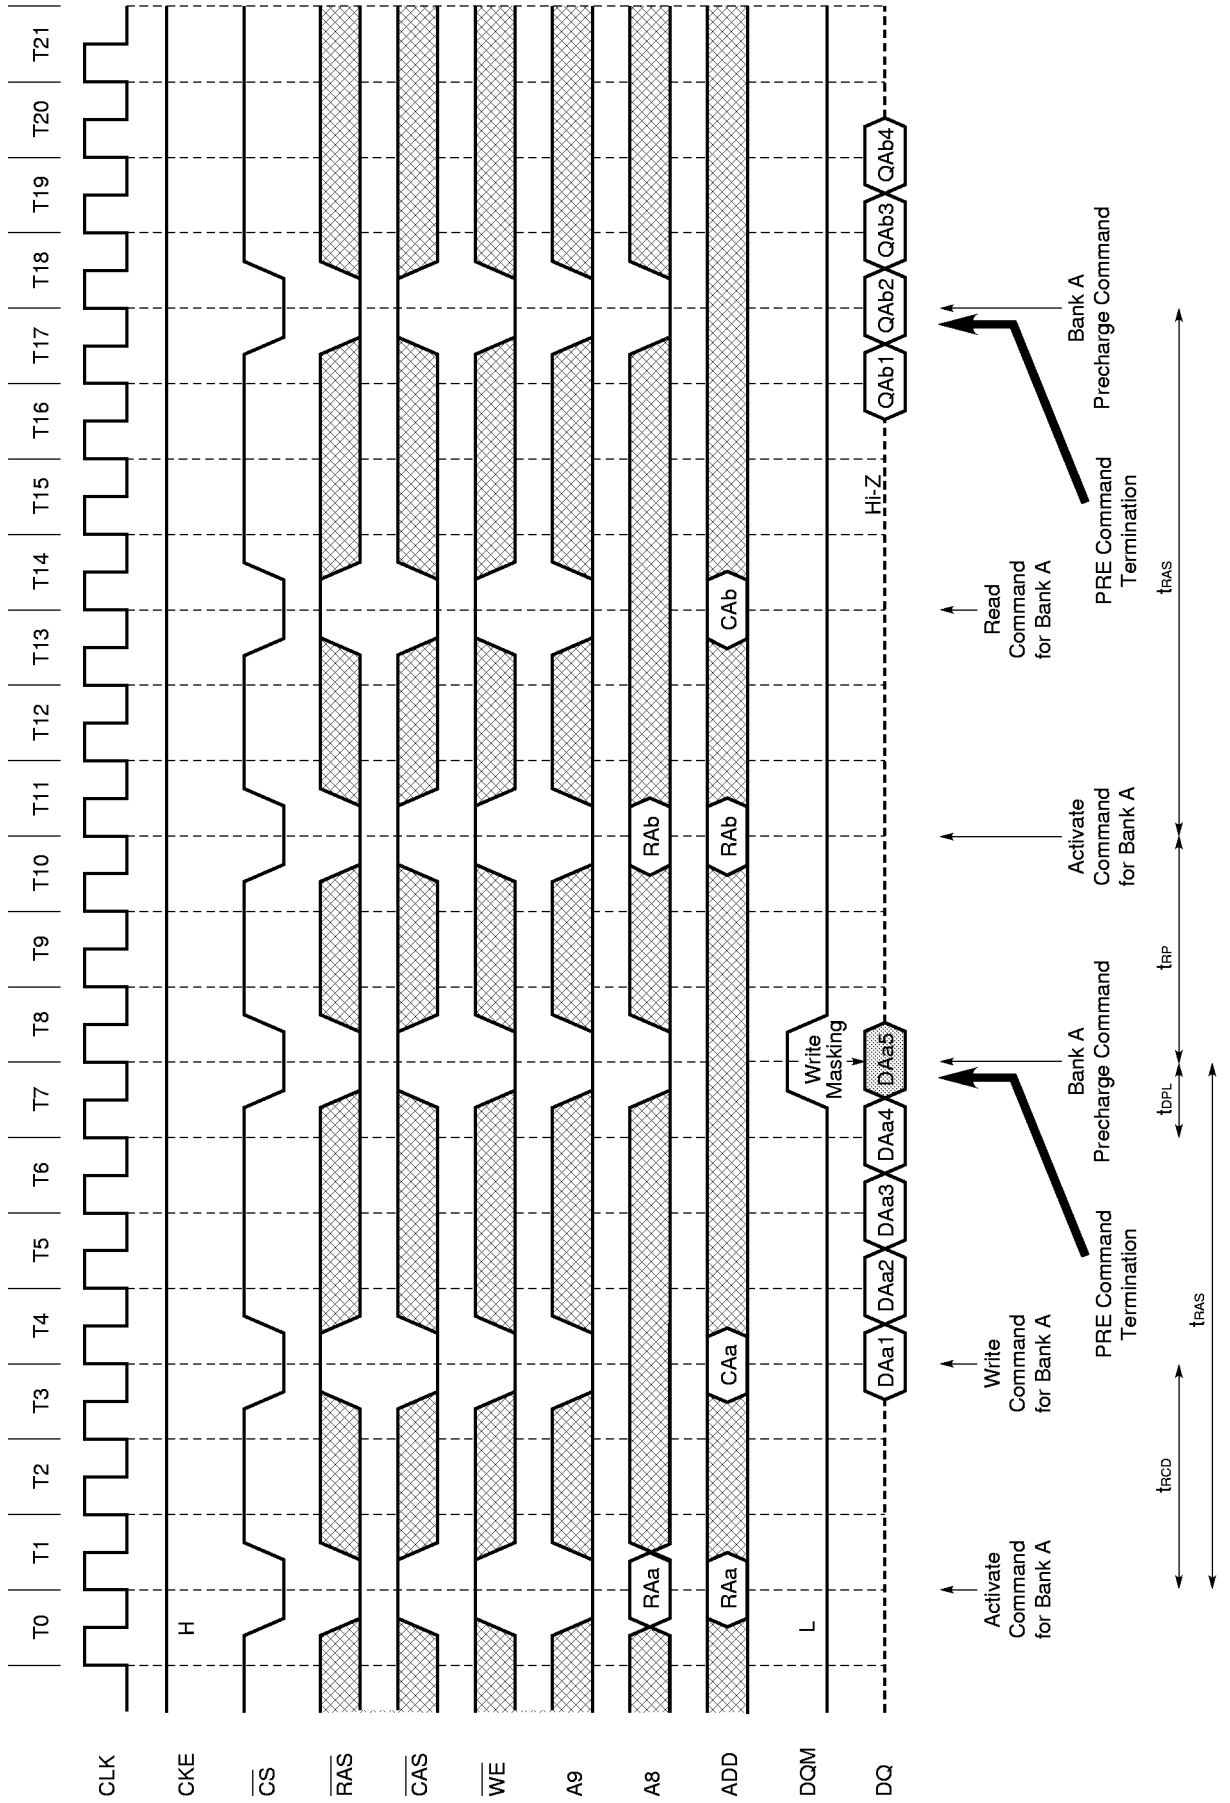 T0 T1 T2 T3 T4 T5 T6 T7 T8 T9 T10 T11 T12 T13 T14 T15 T16 T17 T18 T19 T20 T21
CLK
CKE H
CS
RAS
CAS
WE
A9
A8 RAa RAb
ADD RAa CAa RAb CAb
DQM L
Write
Masking
Hi-Z
DQ DAa1 DAa2 DAa3 DAa4 DAa5 QAb1 QAb2 QAb3 QAb4
Activate
Command
for Bank A
Write
Command
for Bank A
PRE Command
Termination
Bank A
Precharge Command
Activate
Command
for Bank A
Read
Command
for Bank A
PRE Command
Termination
Bank A
Precharge Command
tRCD tDPL tRP tRAS
tRAS